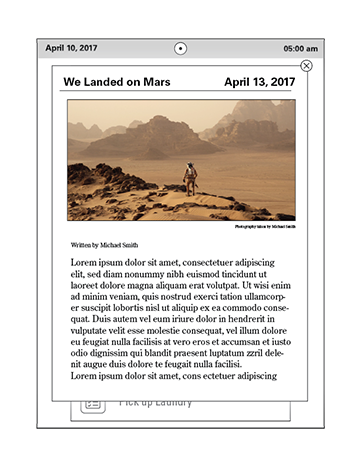 April 10, 2017
05:00 am
We Landed on Mars
April 13, 2017
Photography taken by Michael Smith
Written by Michael Smith
Lorem ipsum dolor sit amet, consectetuer adipiscing
elit, sed diam nonummy nibh euismod tincidunt ut
laoreet dolore magna aliquam erat volutpat. Ut wisi enim
ad minim veniam, quis nostrud exerci tation ullamcorp-
er suscipit lobortis nisl ut aliquip ex ea commodo conse-
quat. Duis autem vel eum iriure dolor in hendrerit in
vulputate velit esse molestie consequat, vel illum dolore
eu feugiat nulla facilisis at vero eros et accumsan et iusto
odio dignissim qui blandit praesent luptatum zzril dele-
nit augue duis dolore te feugait nulla facilisi.
Lorem ipsum dolor sit amet, cons ectetuer adipiscing
Pick up Laundry